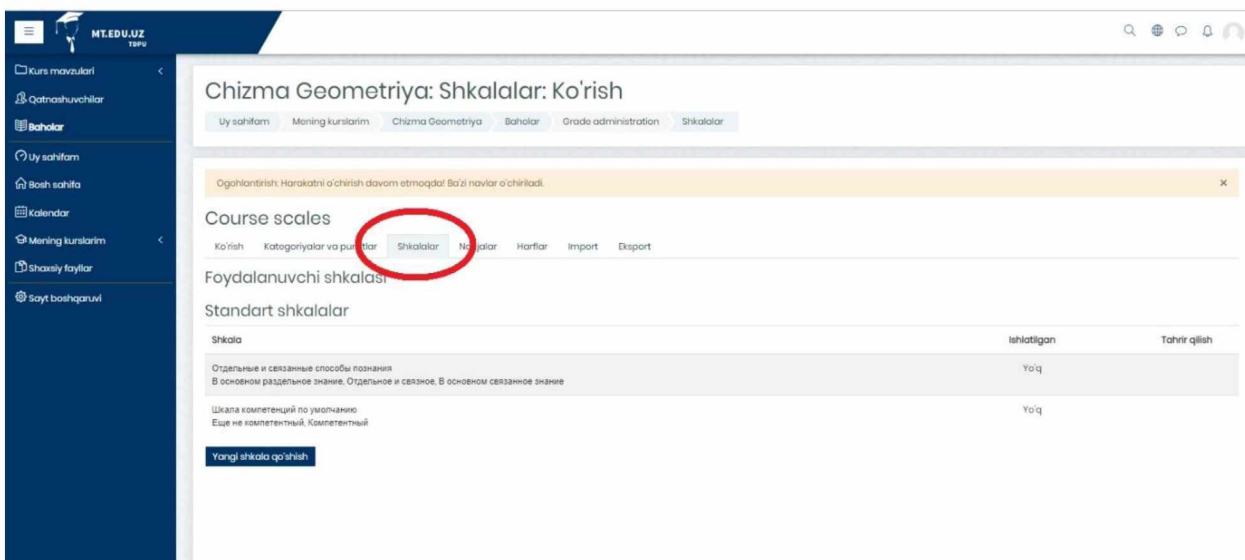 MT.EDU.UZ
TDPU
Kurs mavzulari
Qatnashuvchilar
Baholar
Uy sahifam
Bosh sahifa
Kalendar
Mening kurslarim
Shaxsiy fayllar
Sayt boshqaruvi
Chizma Geometriya: Shkalalar: Ko'rish
Uy sahifam Mening kurslarim Chizma Geometriya Baholar Grade administration Shkalalar
Ogohlantirish: Harakatni o'chirish davom etmoqda! Ba'zi navlar o'chiriladi. ×
Course scales
Ko'rish Kategoriyalar va Shkalalar Harflar Import Eksport
Foydalanuvchi shkalasi
Standart shkalalar
Shkala Ishlatilgan Tahrir qilish
Отдельные и связанные способы познания Yo'q
В основном раздельное знание, Отдельное и связное, В основном связанное знание
Шкала компетенций по умолчанию Yo'q
Еще не компетентный, Компетентный
Yangi shkala qo'shish